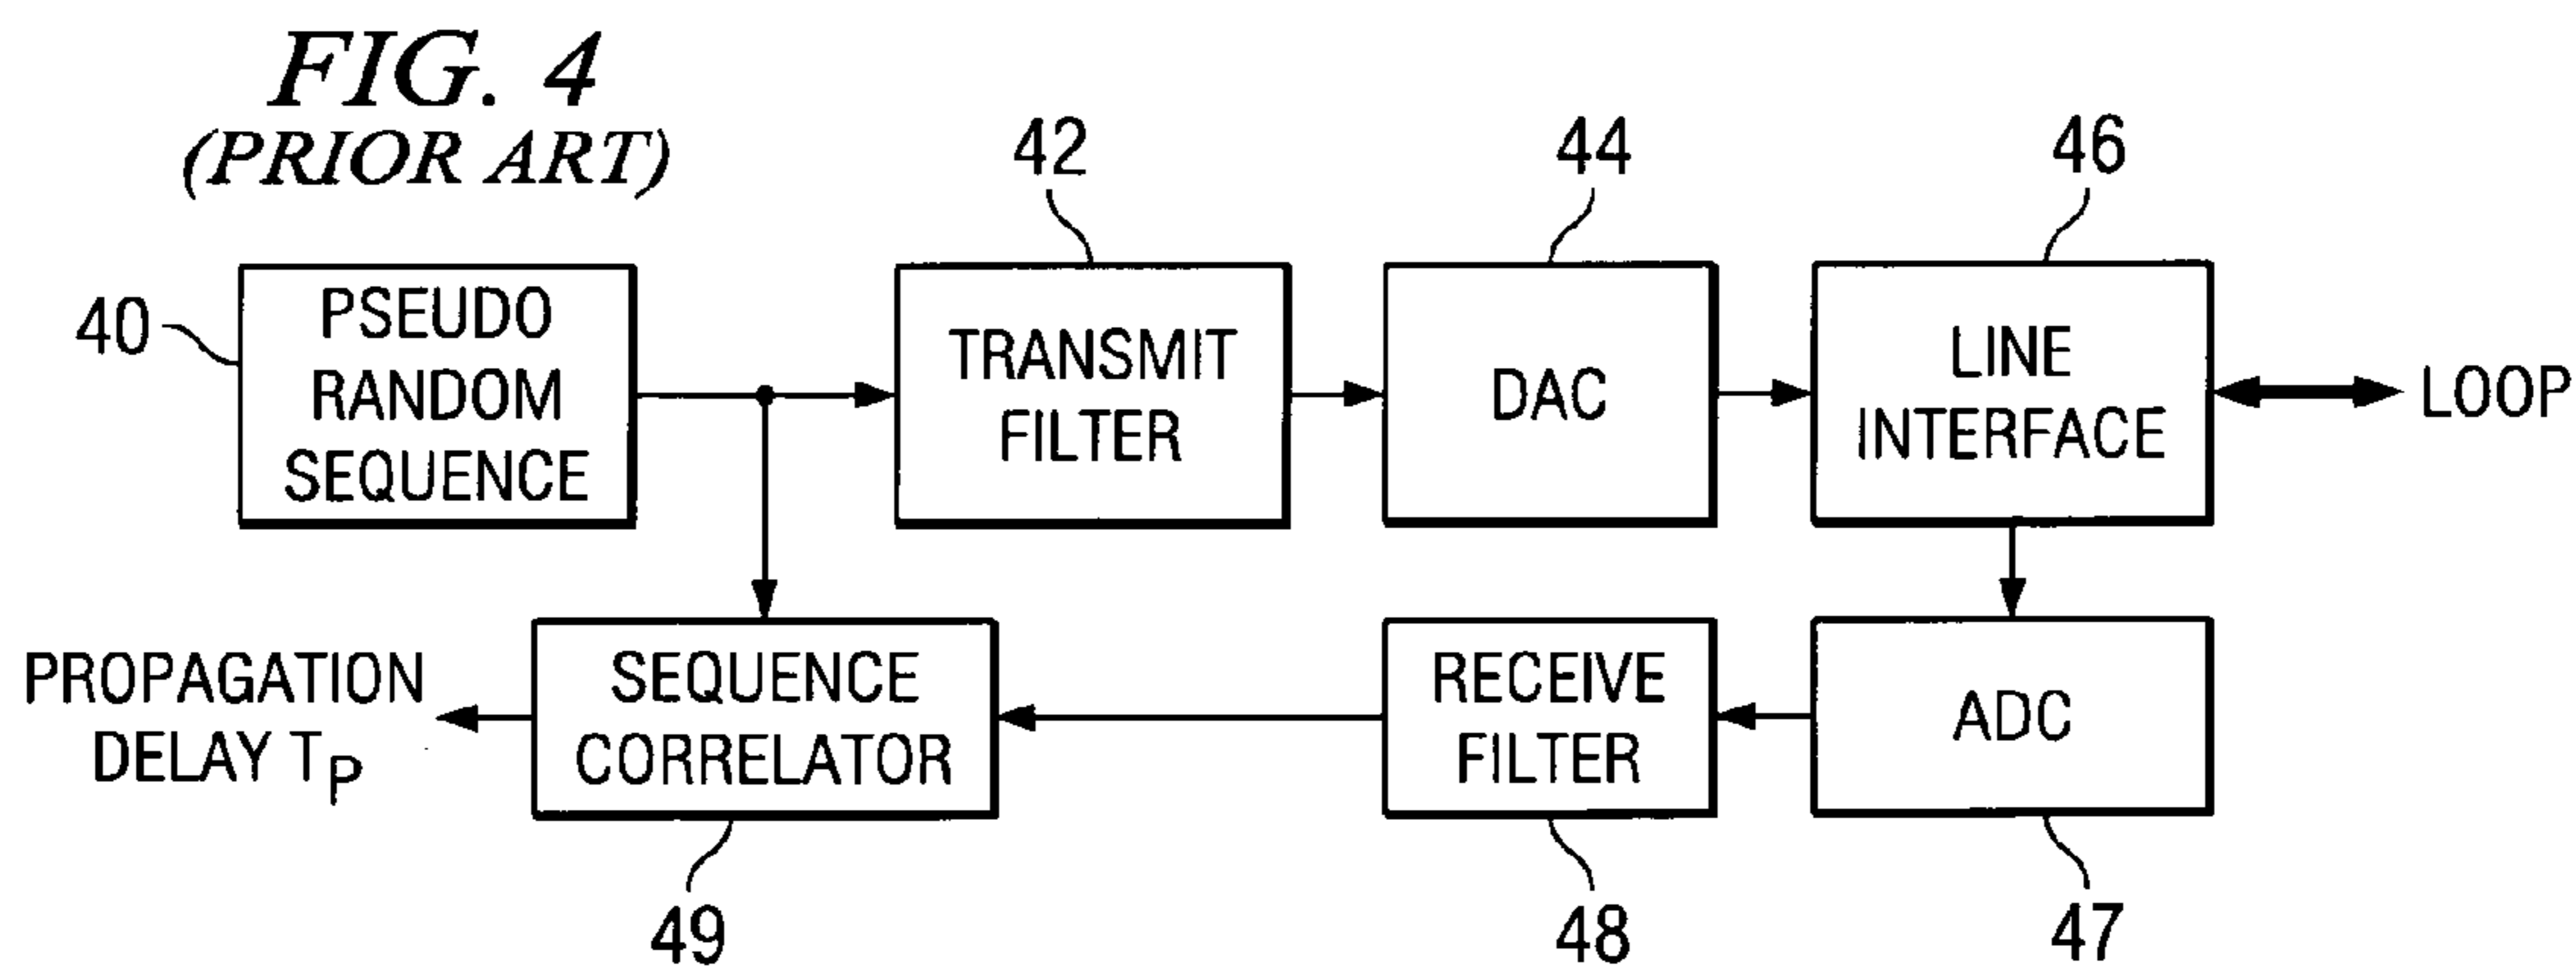 FIG. 4
(PRIOR ART)
42
44
46
40
PSEUDO
RANDOM
SEQUENCE
TRANSMIT
FILTER
DAC
LINE
INTERFACE
LOOP
PROPAGATION
DELAY TP
SEQUENCE
CORRELATOR
RECEIVE
FILTER
ADC
49
48
47